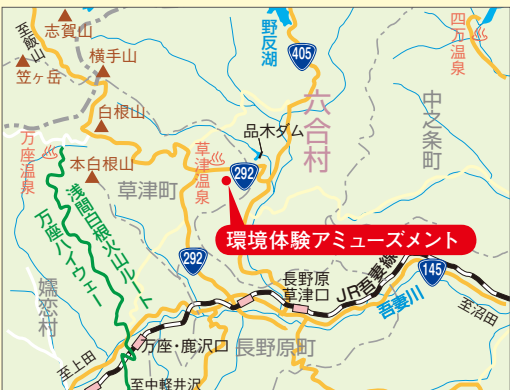 志賀山
至飯山
横手山
笠ヶ岳
野反湖
405
四万温泉
白根山
六合村
中之条町
品木ダム
万座温泉
草津温泉
292
本白根山
草津町
浅間白根火山ルート
万座ハイウェー
環境体験アミューズメント
292
長野原
草津口
JR吾妻線
145
吾妻川
至沼田
嬬恋村
万座・鹿沢口
長野原町
至上田
至中軽井沢